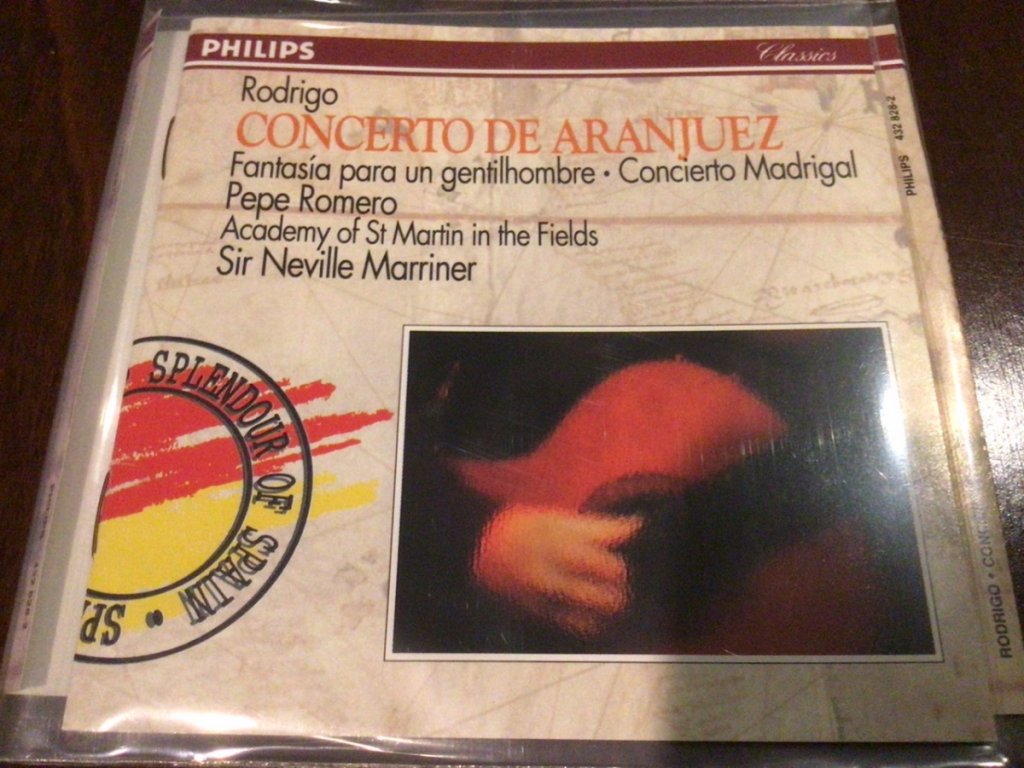 PHILIPS
Classics
Rodrigo
CONCERTO DE ARANJUEZ
Fantasía para un gentilhombre • Concierto Madrigal
Pepe Romero
Academy of St Martin in the Fields
Sir Neville Marriner
SPLENDOUR OF SPAIN •
PHILIPS 432 828-2
RODRIGO •